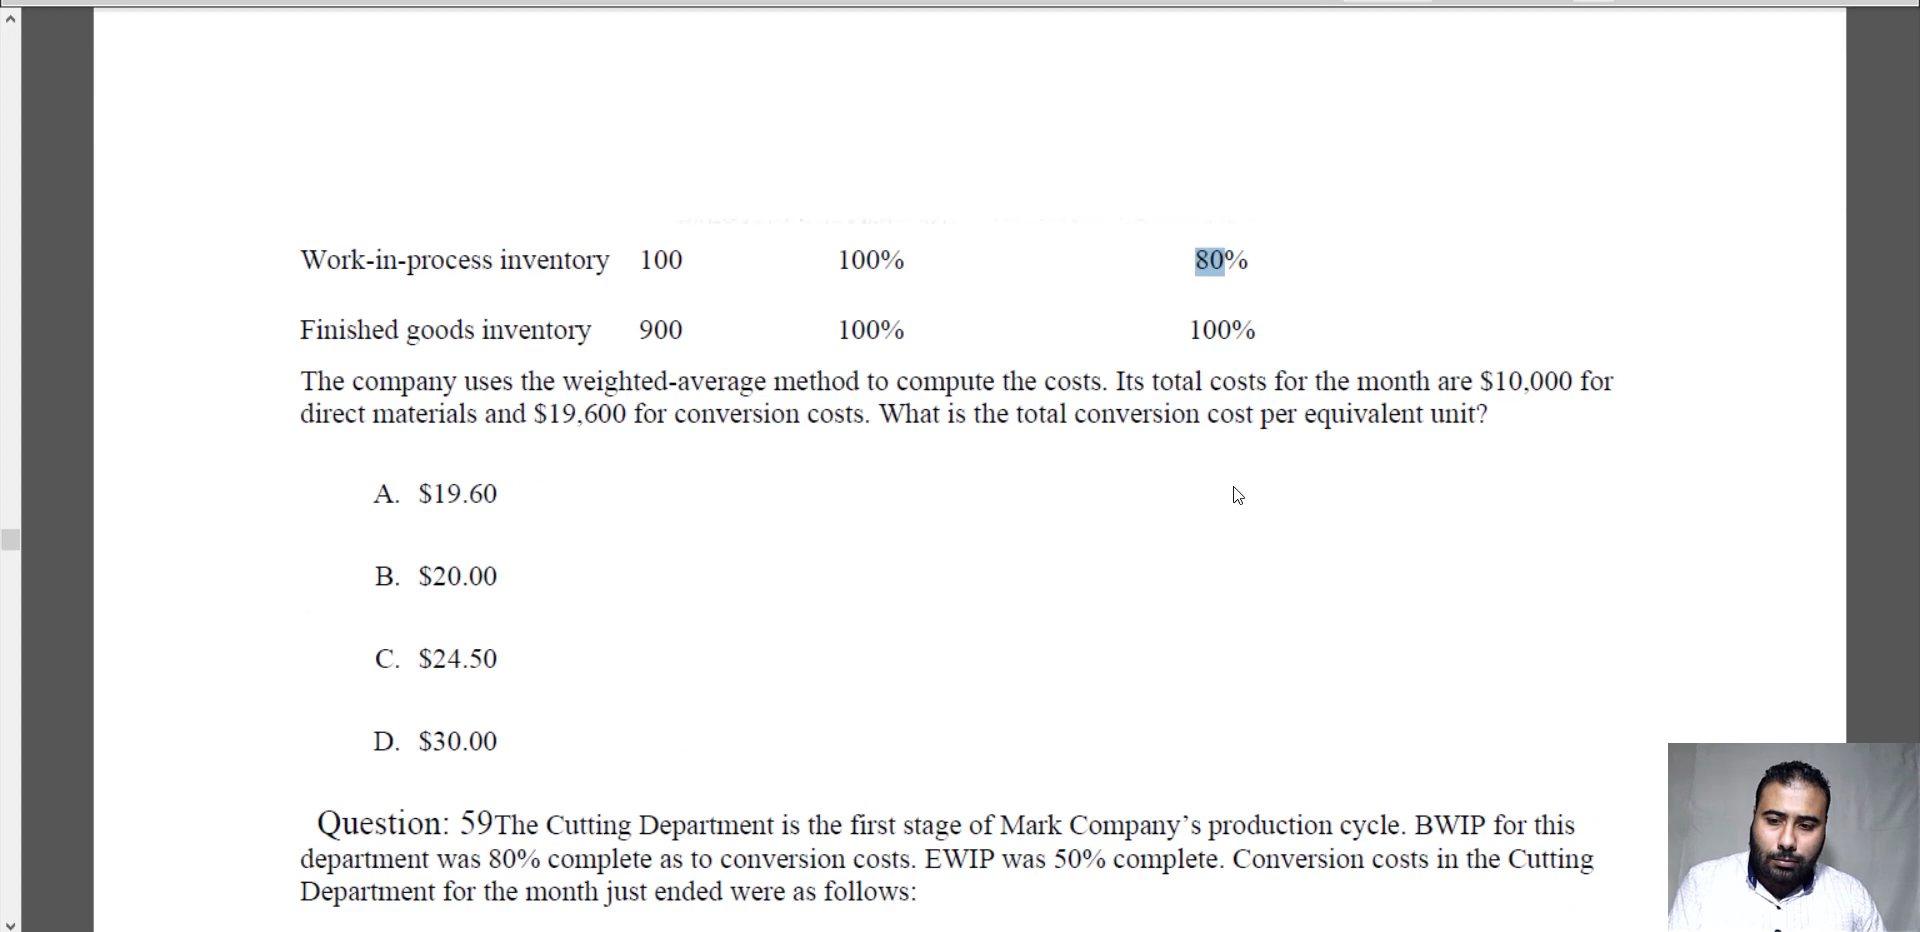 Work-in-process inventory 100 100% 80%
Finished goods inventory 900 100% 100%
The company uses the weighted-average method to compute the costs. Its total costs for the month are $10,000 for
direct materials and $19,600 for conversion costs. What is the total conversion cost per equivalent unit?
A. $19.60
B. $20.00
C. $24.50
D. $30.00
Question: 59The Cutting Department is the first stage of Mark Company’s production cycle. BWIP for this
department was 80% complete as to conversion costs. EWIP was 50% complete. Conversion costs in the Cutting
Department for the month just ended were as follows: